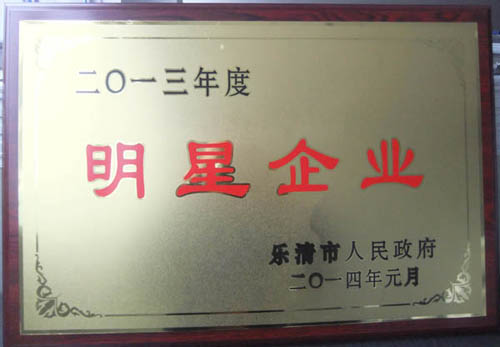 二〇一三年度
明星企业
乐清市人民政府
二〇一四年元月